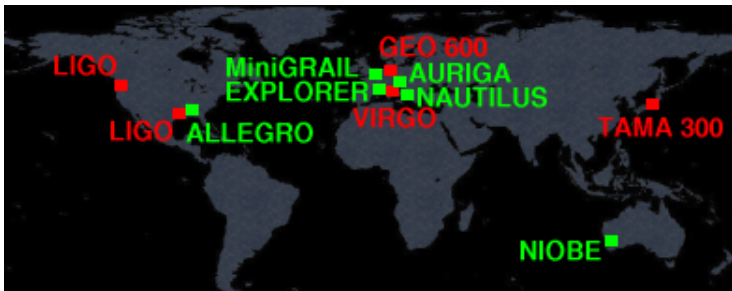 GEO 600
LIGO
MiniGRAIL
AURIGA
EXPLORER
NAUTILUS
VIRGO
LIGO
ALLEGRO
TAMA 300
NIOBE